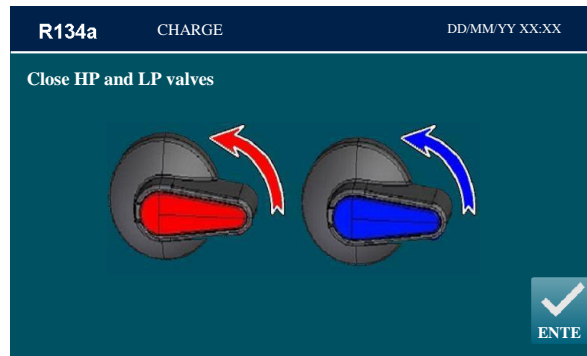 R134a CHARGE DD/MM/YY XX:XX
Close HP and LP valves
ENTE